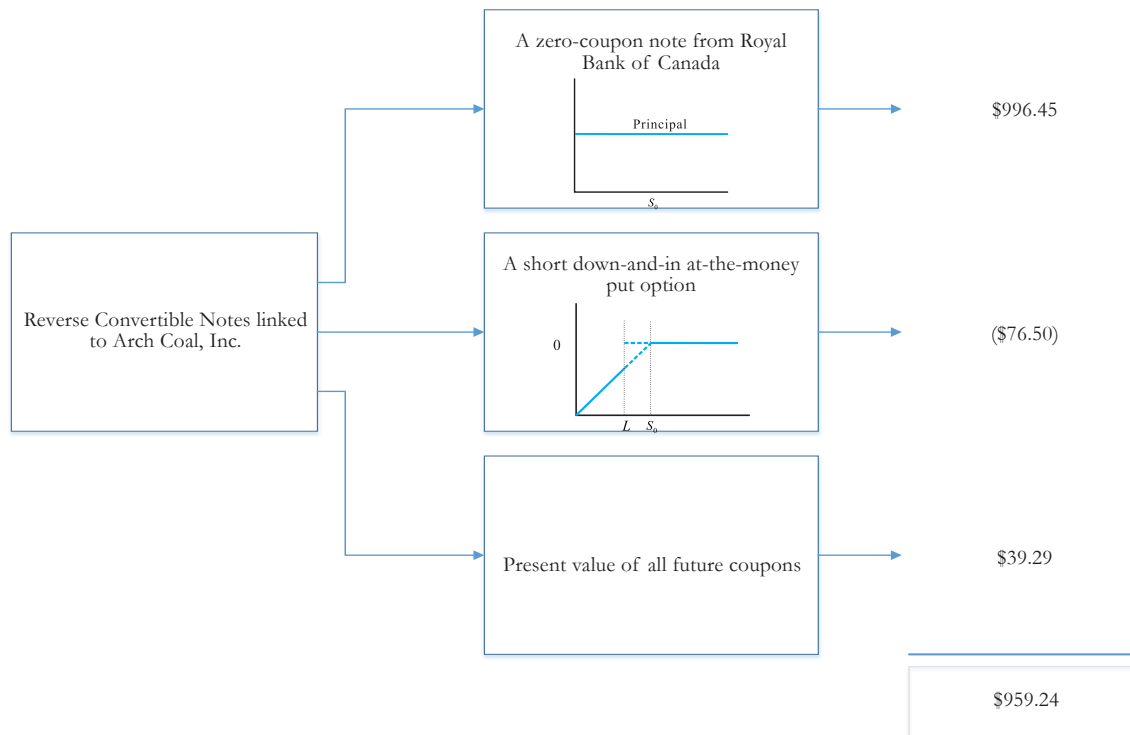 A zero-coupon note from Royal
Bank of Canada
Principal
S₀
$996.45
Reverse Convertible Notes linked
to Arch Coal, Inc.
A short down-and-in at-the-money
put option
0
L S₀
($76.50)
Present value of all future coupons
$39.29
$959.24